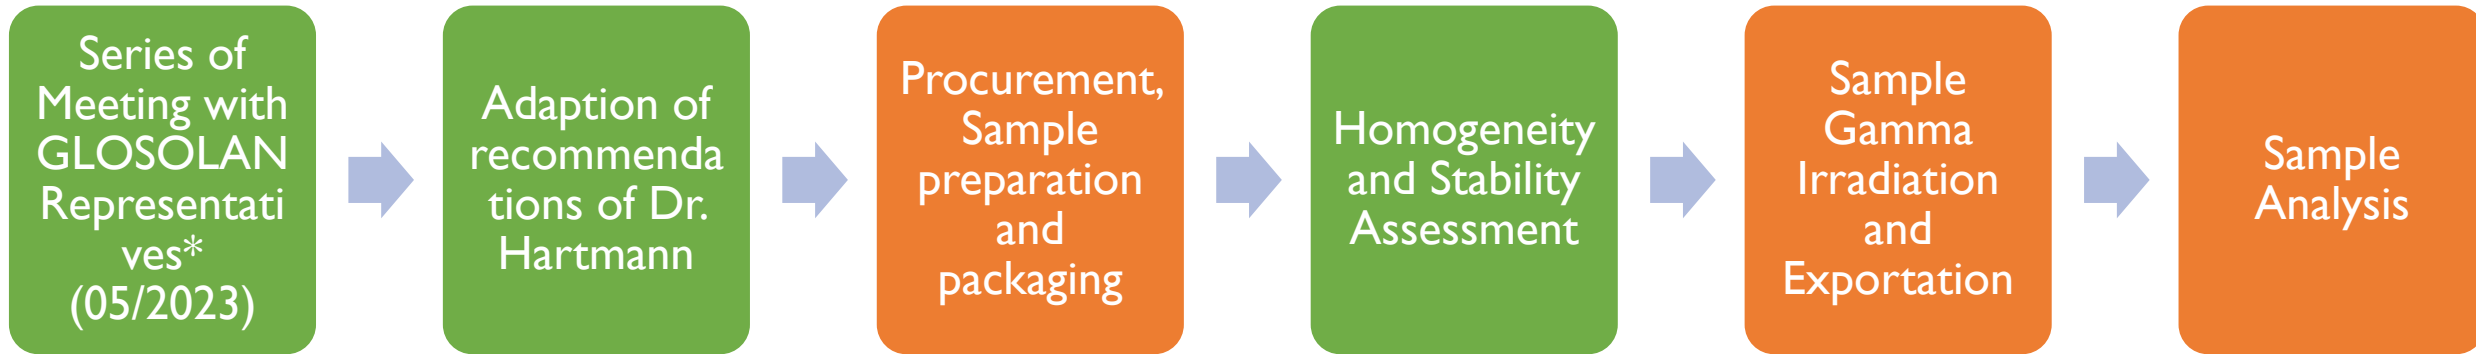 Series of
Meeting with
GLOSOLAN
Representati
ves*
(05/2023)
Adaption of
recommenda
tions of Dr.
Hartmann
Procurement,
Sample
preparation
and
packaging
Homogeneity
and Stability
Assessment
Sample
Gamma
Irradiation
and
Exportation
Sample
Analysis